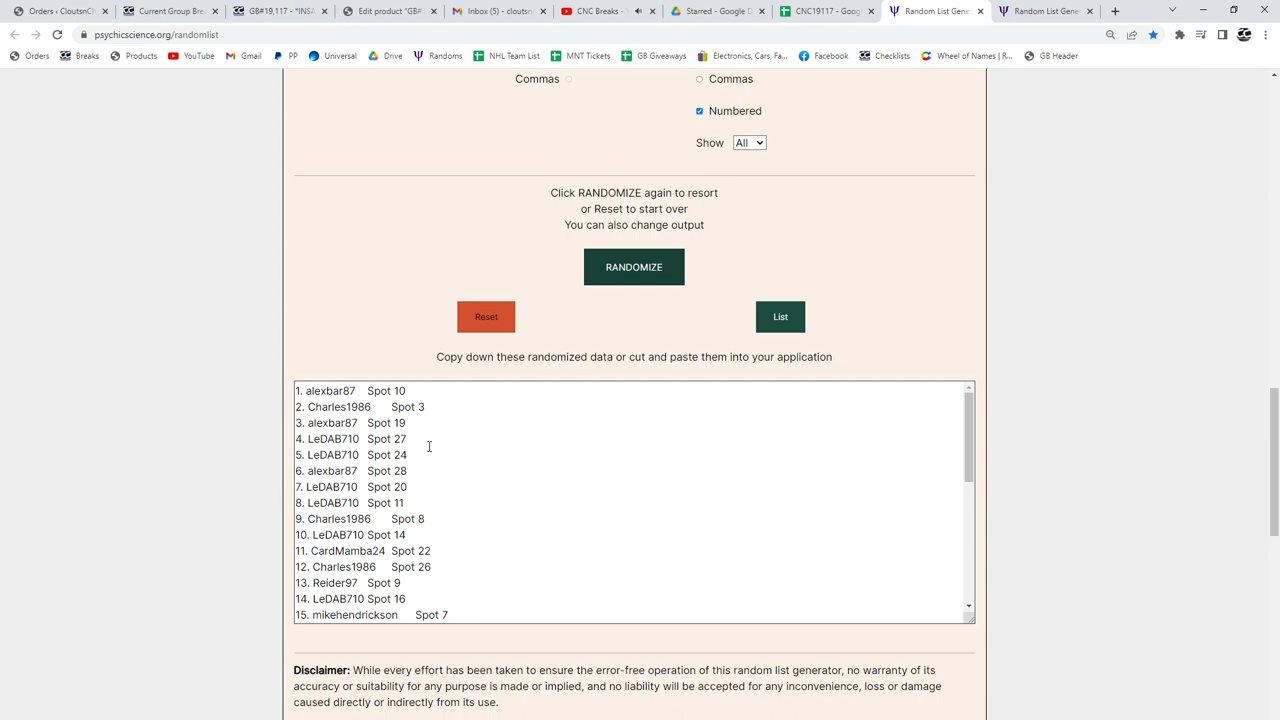 Orders < CloutsnCh
Current Group Break
GB#19,117 - "*INSA
Edit product "GB#
Inbox (5) - cloutsn
CNC Breaks - 
Starred - Google D
CNC19117 - Googl
Random List Gene
Random List Gener
psychicscience.org/randomlist
Orders
Breaks
Products
YouTube
Gmail
PP
Universal
Drive
Randoms
NHL Team List
MNT Tickets
GB Giveaways
Electronics, Cars, Fa...
Facebook
Checklists
Wheel of Names | R...
GB Header
Commas
Commas
Numbered
Show All
Click RANDOMIZE again to resort
or Reset to start over
You can also change output
RANDOMIZE
Reset
List
Copy down these randomized data or cut and paste them into your application
1. alexbar87 Spot 10
2. Charles1986 Spot 3
3. alexbar87 Spot 19
4. LeDAB710 Spot 27
5. LeDAB710 Spot 24
6. alexbar87 Spot 28
7. LeDAB710 Spot 20
8. LeDAB710 Spot 11
9. Charles1986 Spot 8
10. LeDAB710 Spot 14
11. CardMamba24 Spot 22
12. Charles1986 Spot 26
13. Reider97 Spot 9
14. LeDAB710 Spot 16
15. mikehendrickson Spot 7
Disclaimer: While every effort has been taken to ensure the error-free operation of this random list generator, no warranty of its
accuracy or suitability for any purpose is made or implied, and no liability will be accepted for any inconvenience, loss or damage
caused directly or indirectly from its use.